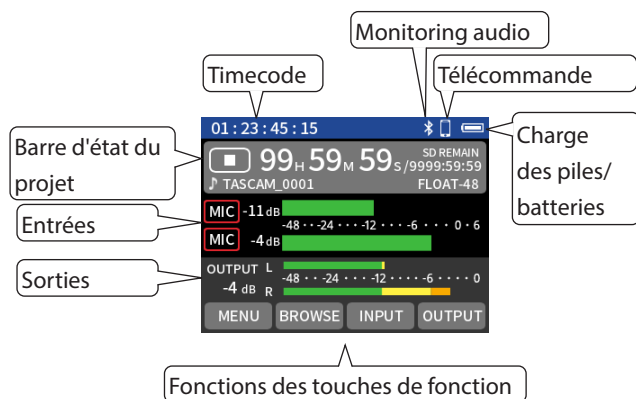 Monitoring audio
Timecode
Télécommande
01:23:45:15
Charge
des piles/
batteries
Barre d'état du
projet
99H 59M 59S/9999:59:59
SD REMAIN
TASCAM_0001
FLOAT-48
Entrées
MIC -11 dB
-48 · · -24 · · · · -12 · · · · -6 · · · · 0 · 6
MIC -4 dB
Sorties
OUTPUT L
-48 · · -24 · · · · -12 · · · · -6 · · · · 0
-4 dB R
MENU BROWSE INPUT OUTPUT
Fonctions des touches de fonction